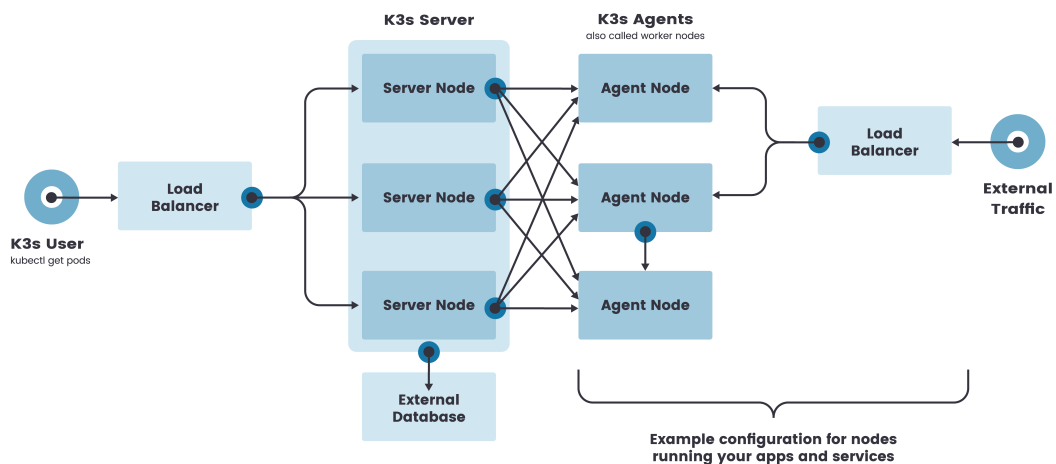 K3s Server
K3s Agents
also called worker nodes
Server Node
Agent Node
Load
Balancer
External
Traffic
Load
Balancer
K3s User
kubectl get pods
Server Node
Agent Node
Server Node
Agent Node
External
Database
Example configuration for nodes
running your apps and services